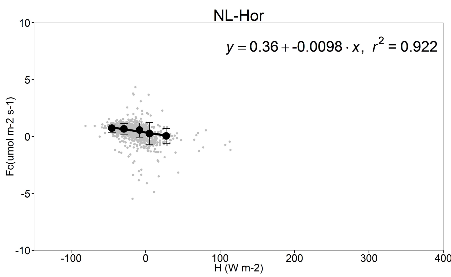 NL-Hor
10
y = 0.36 + -0.0098 · x, r² = 0.922
5
0
-5
-10
Fc(umol m-2 s-1)
-100 0 100 200 300 400
H (W m-2)